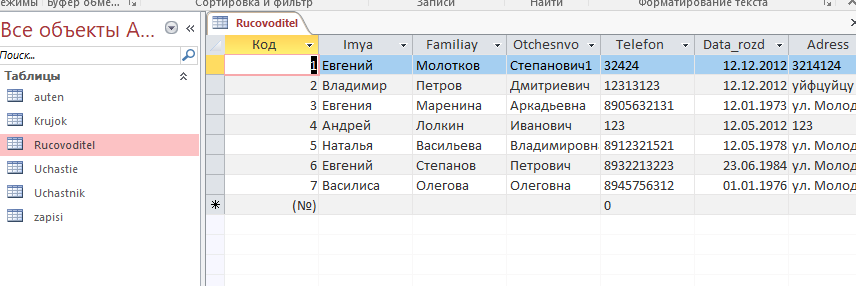 ежимы Буфер обме... Сортировка и фильтр Записи Найти Форматирование текста
Все объекты A...
Поиск...
Таблицы
auten
Krujok
Rucovoditel
Uchastie
Uchastnik
zapisi
Rucovoditel
Код Imya Familiay Otchesnvo Telefon Data_rozd Adress
1 Евгений Молотков Степанович1 32424 12.12.2012 3214124
2 Владимир Петров Дмитриевич 12313123 12.12.2012 уйфцуйцу
3 Евгения Маренина Аркадьевна 8905632131 12.01.1973 ул. Молод
4 Андрей Лолкин Иванович 123 12.05.2012 123
5 Наталья Васильева Владимировн 8912321521 12.05.1978 ул. Молод
6 Евгений Степанов Петрович 8932213223 23.06.1984 ул. Молод
7 Василиса Олегова Олеговна 8945756312 01.01.1976 ул. Молод
(№) 0